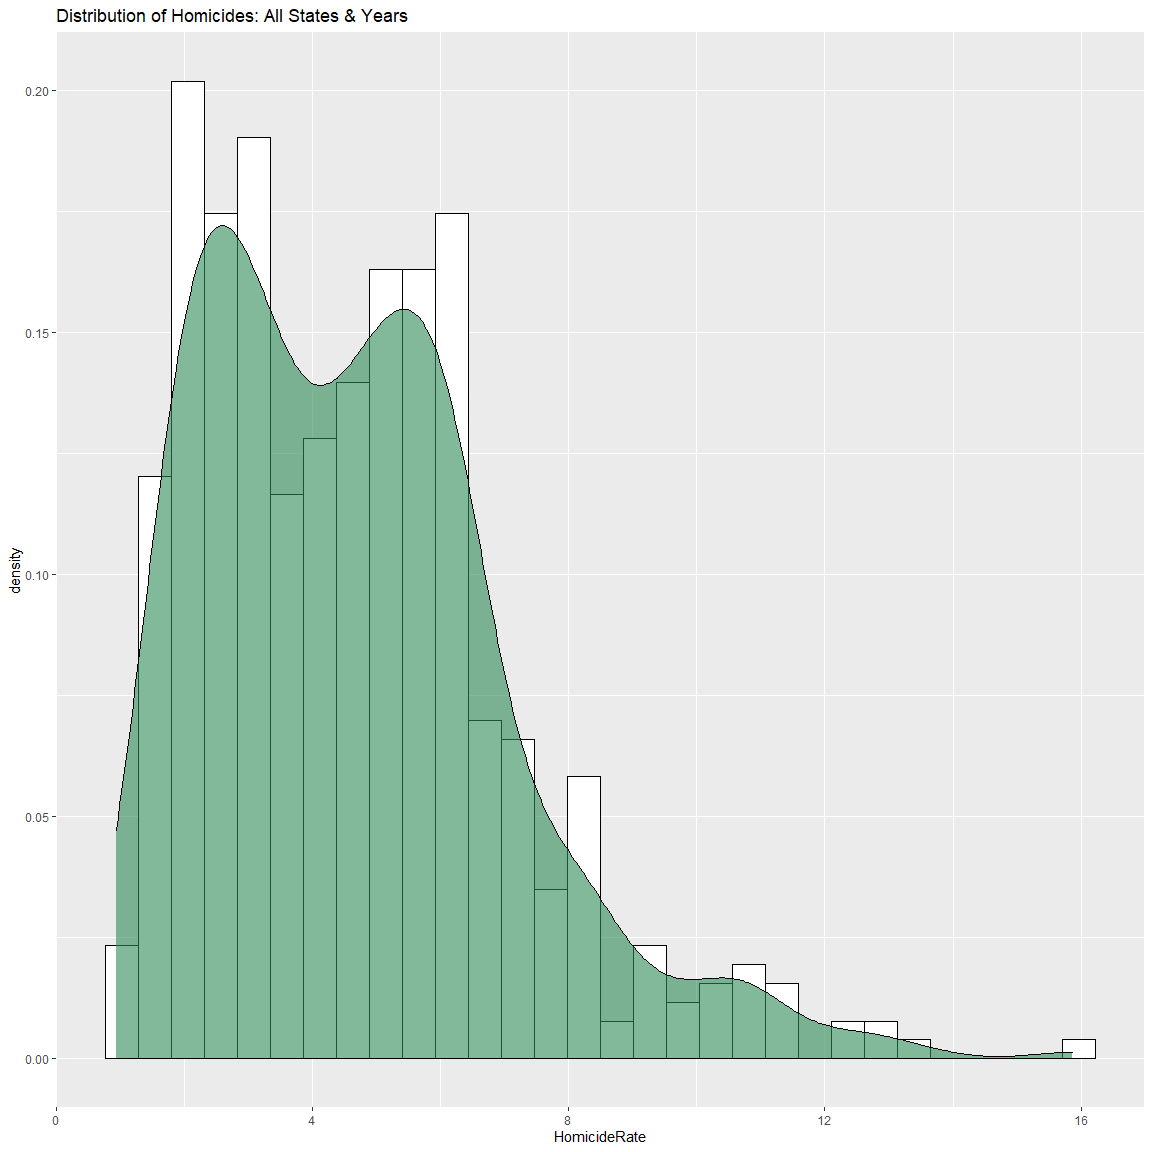 Distribution of Homicides: All States & Years
0.20
0.15
0.10
0.05
0.00
density
0 4 8 12 16
HomicideRate